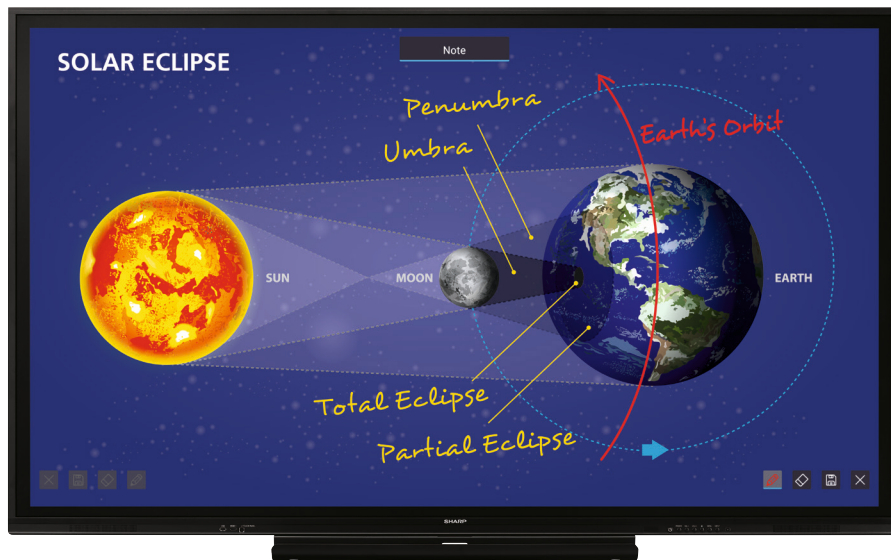 SOLAR ECLIPSE
Note
Penumbra
Umbra
Earth's Orbit
SUN
MOON
EARTH
Total Eclipse
Partial Eclipse
SHARP